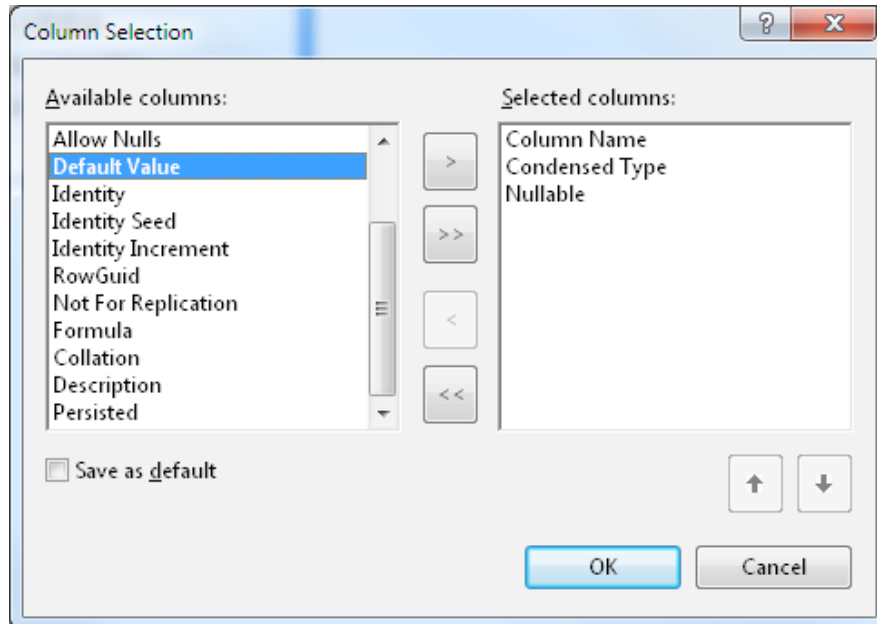 Column Selection
?
Available columns:
Selected columns:
Allow Nulls
Default Value
Identity
Identity Seed
Identity Increment
RowGuid
Not For Replication
Formula
Collation
Description
Persisted
>
>>
<
<<
Column Name
Condensed Type
Nullable
Save as default
OK
Cancel